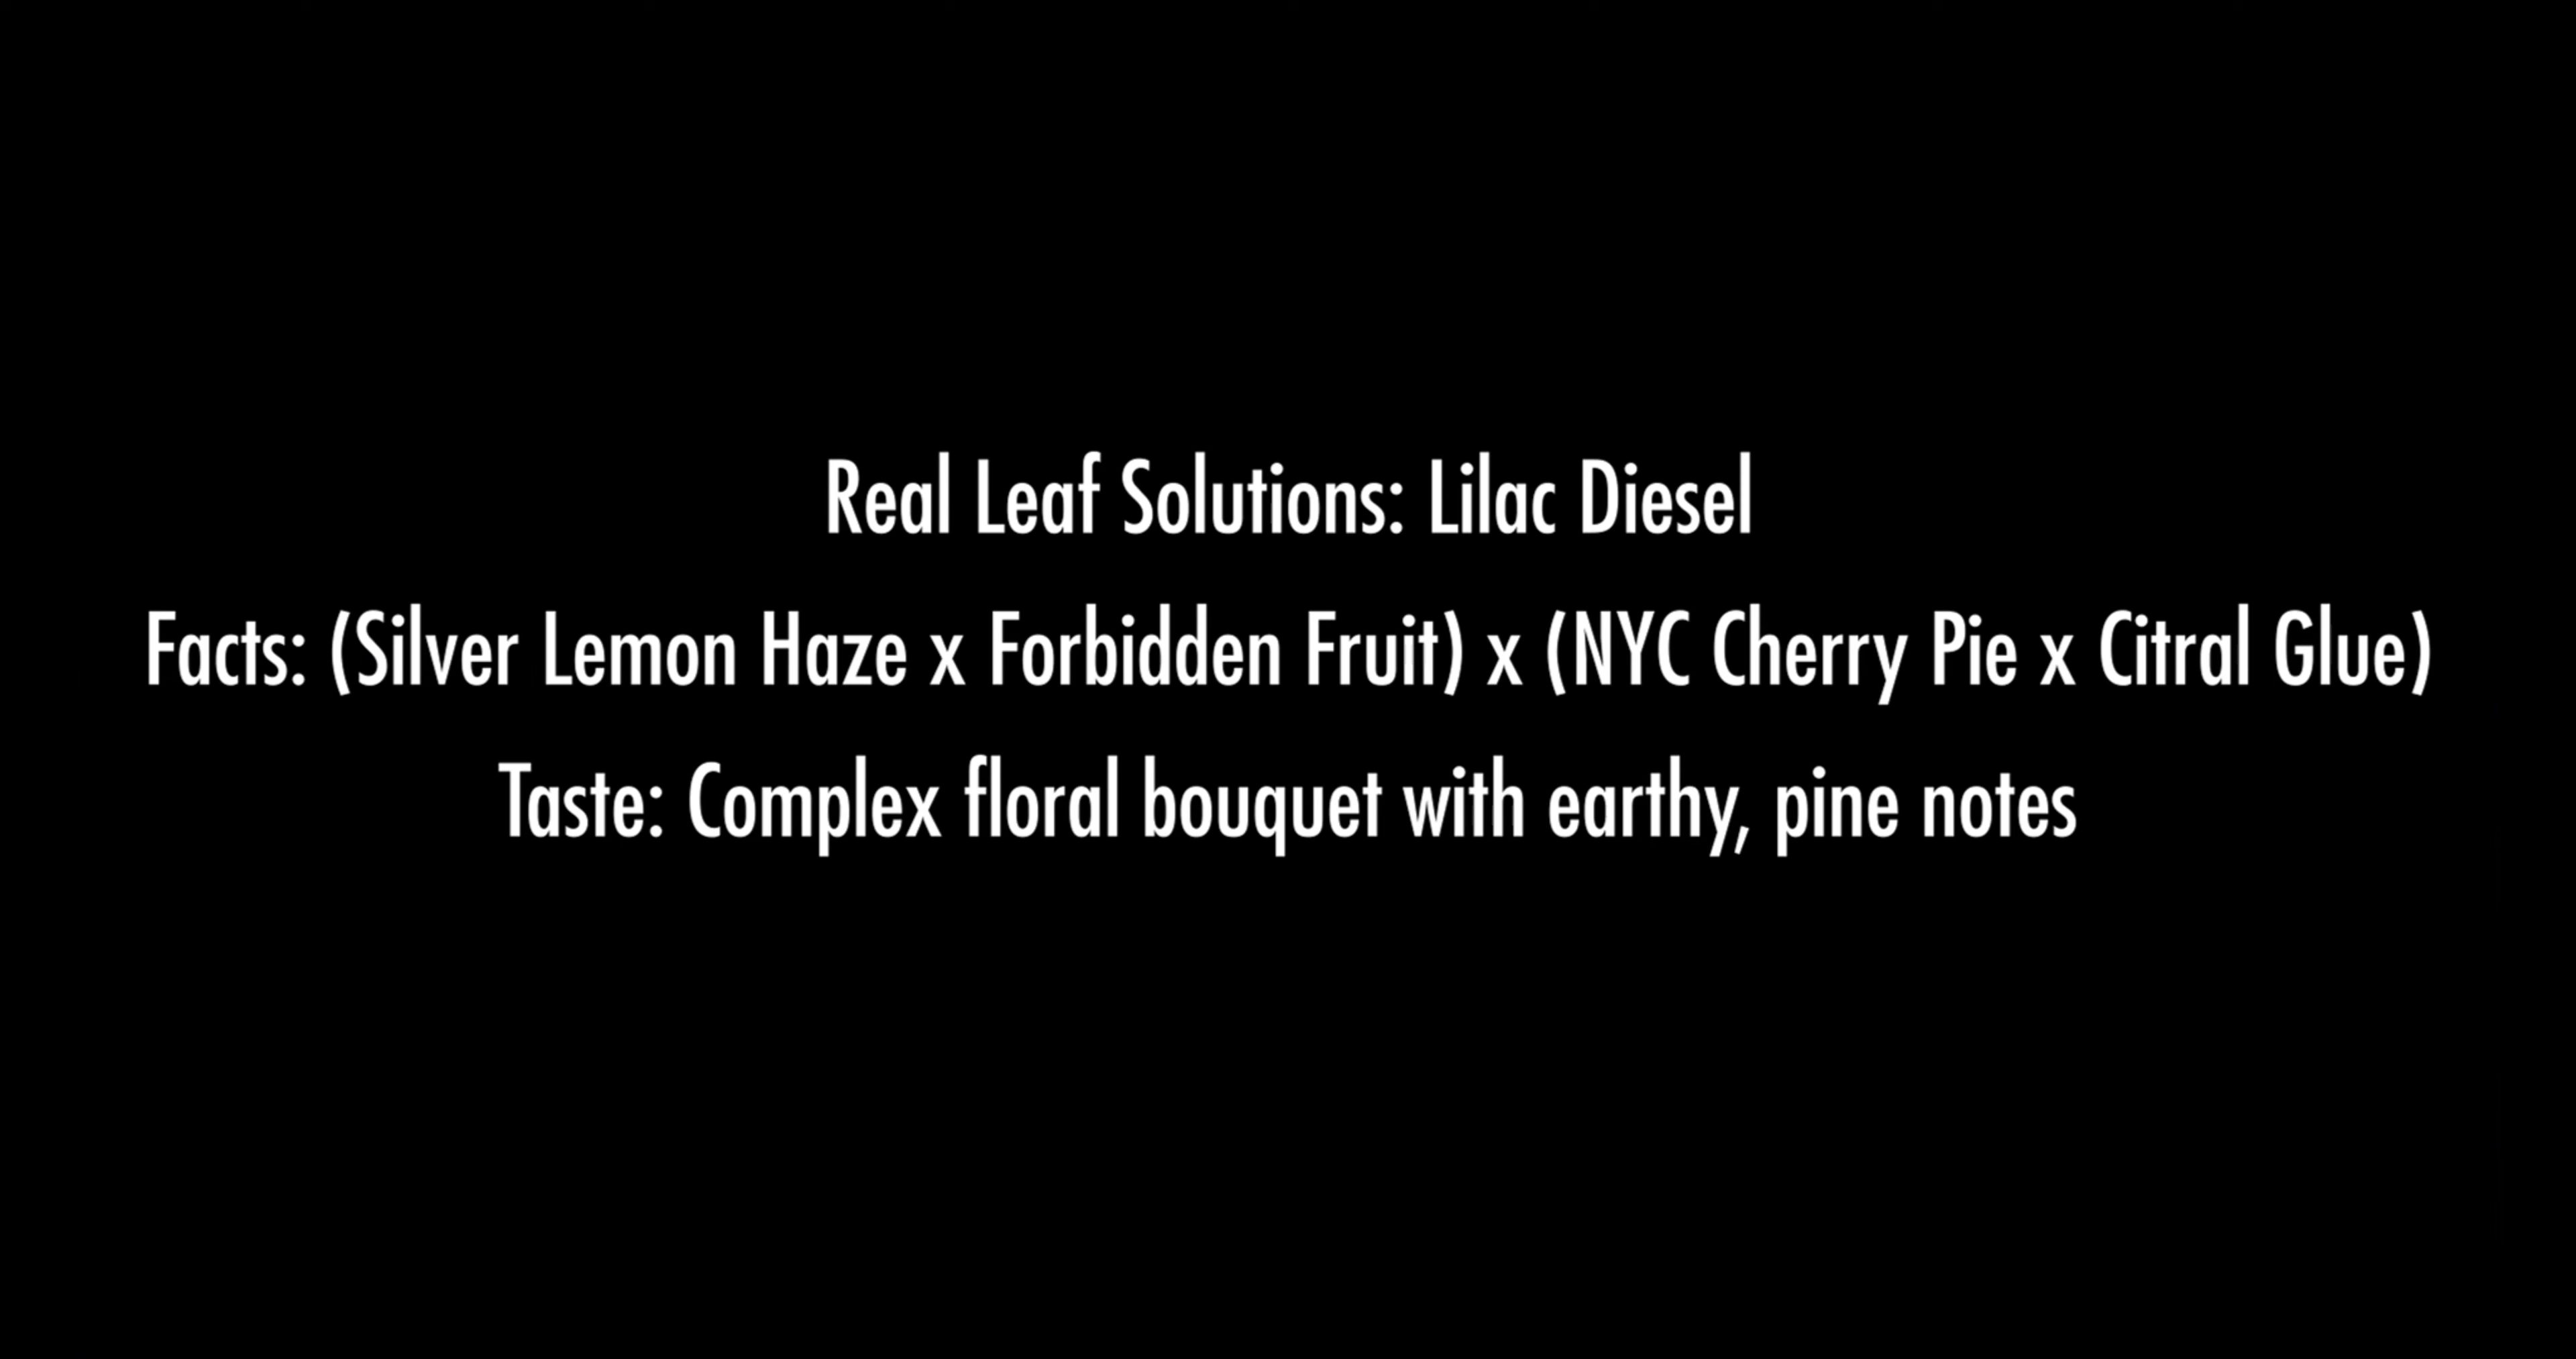 Real Leaf Solutions: Lilac Diesel
Facts: (Silver Lemon Haze x Forbidden Fruit) x (NYC Cherry Pie x Citral Glue)
Taste: Complex floral bouquet with earthy, pine notes